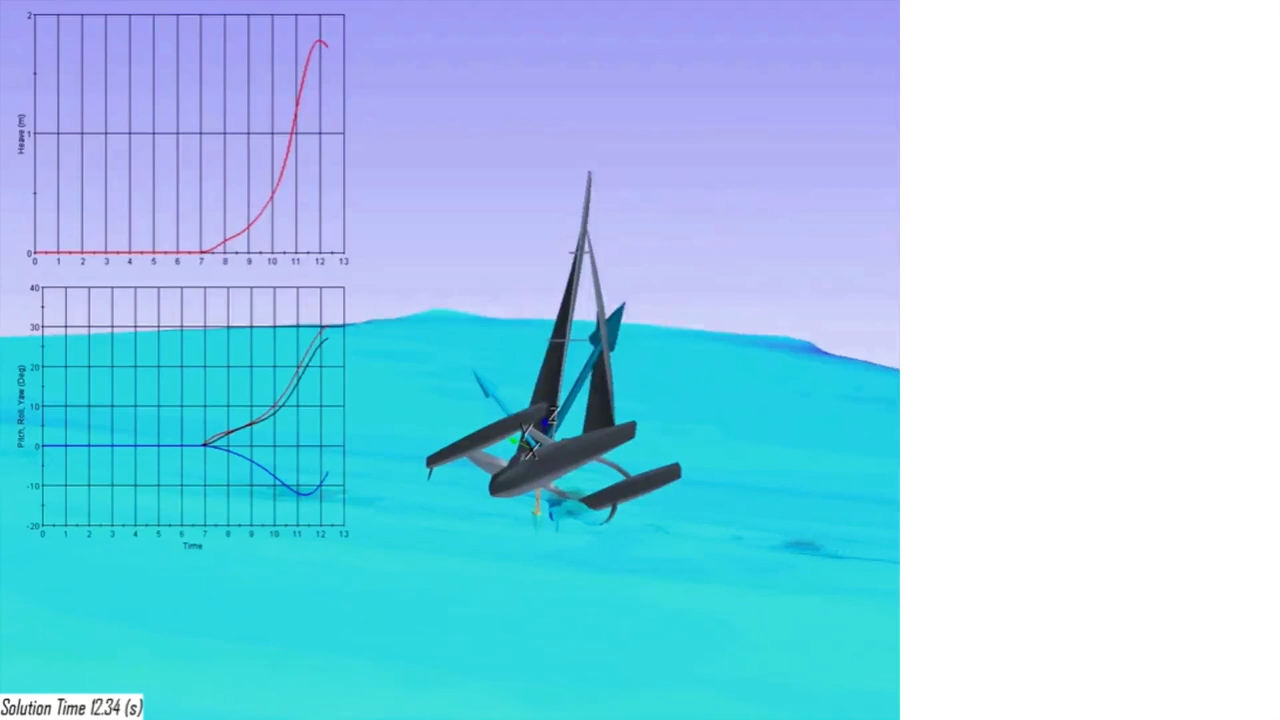 2
Heave (m)
1
0
0 1 2 3 4 5 6 7 8 9 10 11 12 13
40
30
20
Pitch, Roll, Yaw (Deg)
10
0
-10
-20
0 1 2 3 4 5 6 7 8 9 10 11 12 13
Time
Z
Y
X
Solution Time 12.34 (s)